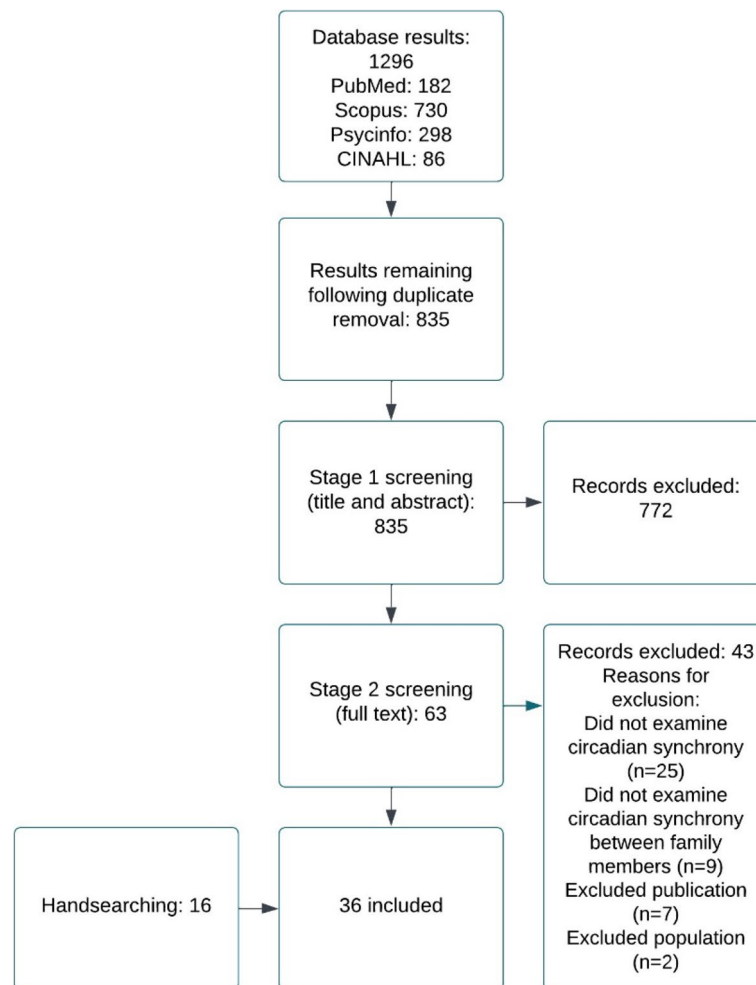 Database results:
1296
PubMed: 182
Scopus: 730
Psycinfo: 298
CINAHL: 86
Results remaining
following duplicate
removal: 835
Stage 1 screening
(title and abstract):
835
Records excluded:
772
Stage 2 screening
(full text): 63
Records excluded: 43
Reasons for
exclusion:
Did not examine
circadian synchrony
(n=25)
Did not examine
circadian synchrony
between family
members (n=9)
Excluded publication
(n=7)
Excluded population
(n=2)
Handsearching: 16
36 included